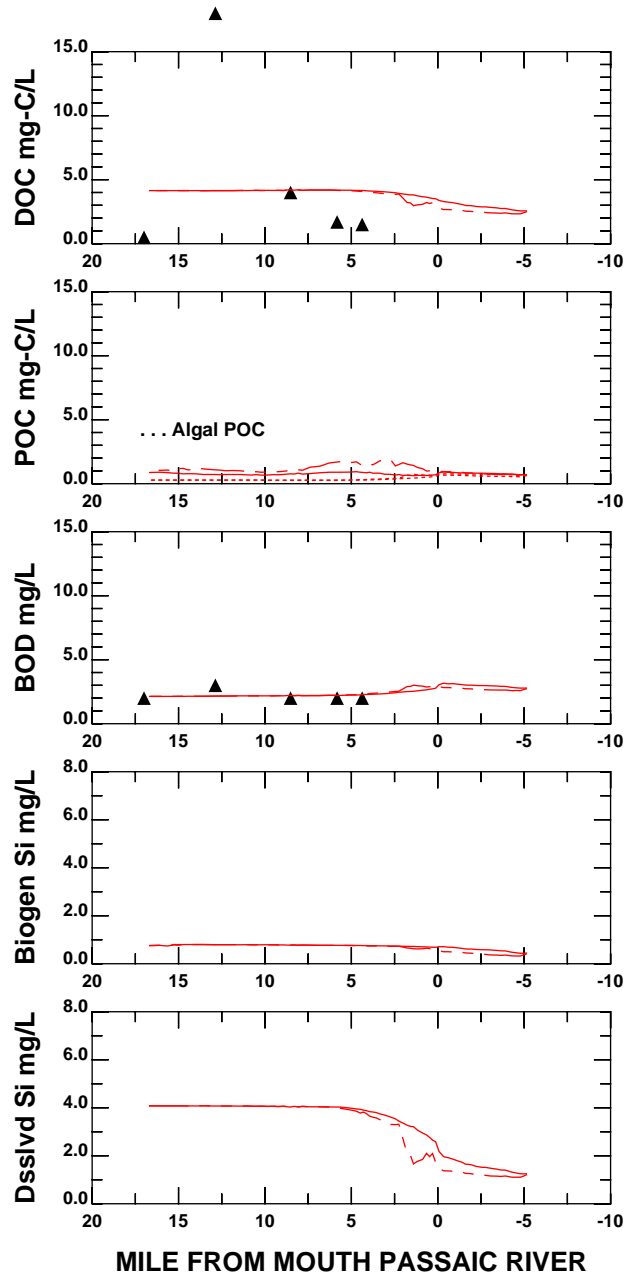 DOC mg-C/L
15.0
10.0
5.0
0.0
20 15 10 5 0 -5 -10
POC mg-C/L
15.0
10.0
5.0
0.0
. . . Algal POC
20 15 10 5 0 -5 -10
BOD mg/L
15.0
10.0
5.0
0.0
20 15 10 5 0 -5 -10
Biogen Si mg/L
8.0
6.0
4.0
2.0
0.0
20 15 10 5 0 -5 -10
Dsslvd Si mg/L
8.0
6.0
4.0
2.0
0.0
20 15 10 5 0 -5 -10
MILE FROM MOUTH PASSAIC RIVER